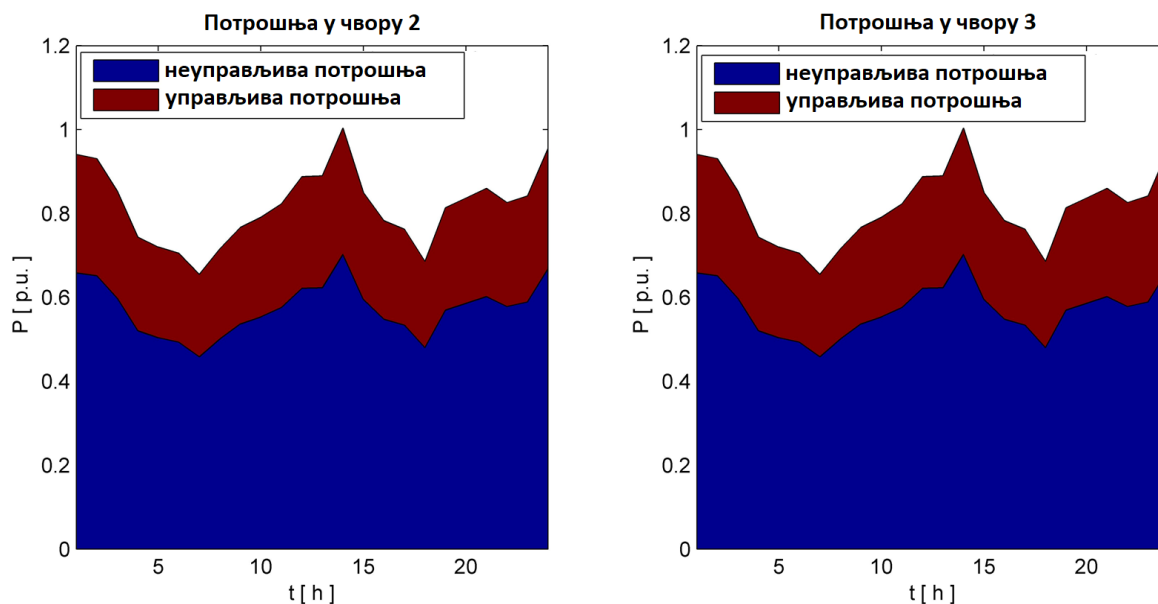 Потрошња у чвору 2
1.2
1
0.8
0.6
0.4
0.2
0
P [ p.u. ]
неуправљива потрошња
управљива потрошња
5
10
15
20
t [ h ]
Потрошња у чвору 3
1.2
1
0.8
0.6
0.4
0.2
0
P [ p.u. ]
неуправљива потрошња
управљива потрошња
5
10
15
20
t [ h ]